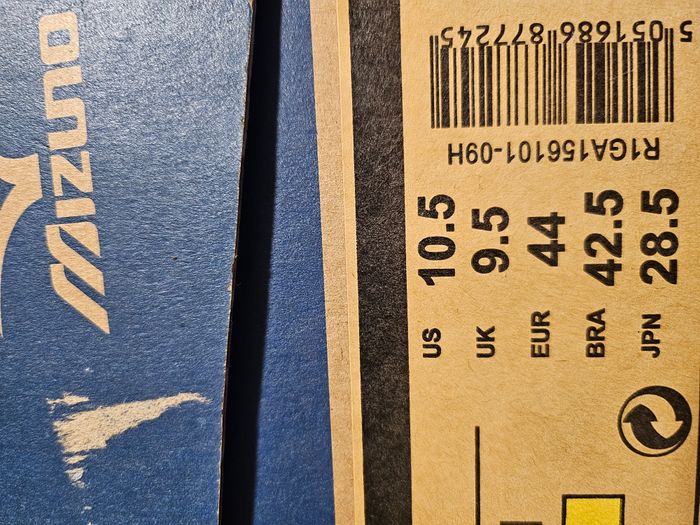 MIZUNO
5 051686 877245
R1GA156101-09H
US 10.5
UK 9.5
EUR 44
BRA 42.5
JPN 28.5